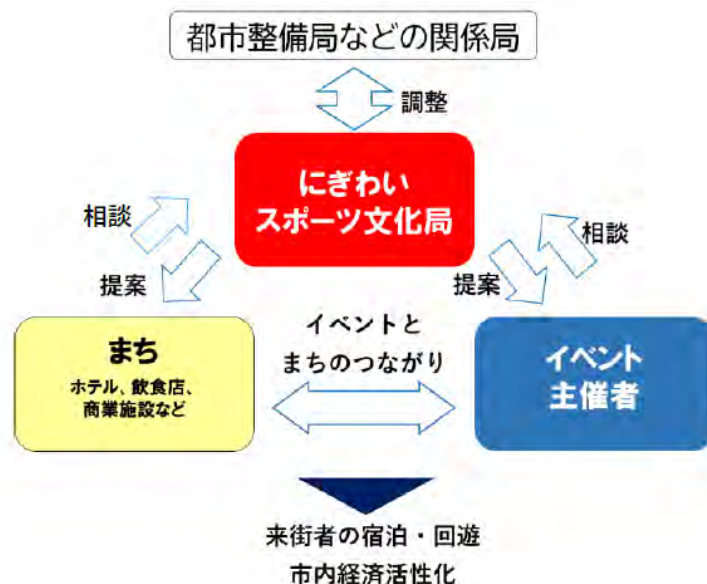 都市整備局などの関係局
調整
にぎわい
スポーツ文化局
相談
提案
相談
提案
イベントと
まちのつながり
まち
ホテル、飲食店、
商業施設など
イベント
主催者
来街者の宿泊・回遊
市内経済活性化